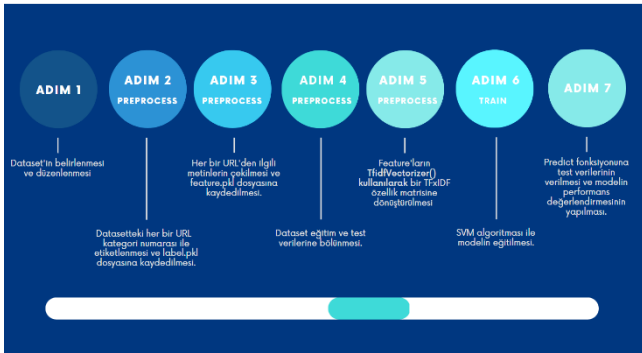 ADIM 1
ADIM 2
PREPROCESS
ADIM 3
PREPROCESS
ADIM 4
PREPROCESS
ADIM 5
PREPROCESS
ADIM 6
TRAIN
ADIM 7
Dataset'in belirlenmesi
ve düzenlenmesi
Datasetteki her bir URL
kategori numarası ile
etiketlenmesi ve label.pkl
dosyasına kaydedilmesi.
Her bir URL'den ilgili
metinlerin çekilmesi ve
feature.pkl dosyasına
kaydedilmesi.
Dataset eğitim ve test
verilerine bölünmesi.
Feature'ların
TfidfVectorizer()
kullanılarak bir TFxIDF
özellik matrisine
dönüştürülmesi
SVM algoritması ile
modelin eğitilmesi.
Predict fonksiyonuna
test verilerinin
verilmesi ve modelin
performans
değerlendirmesinin
yapılması.